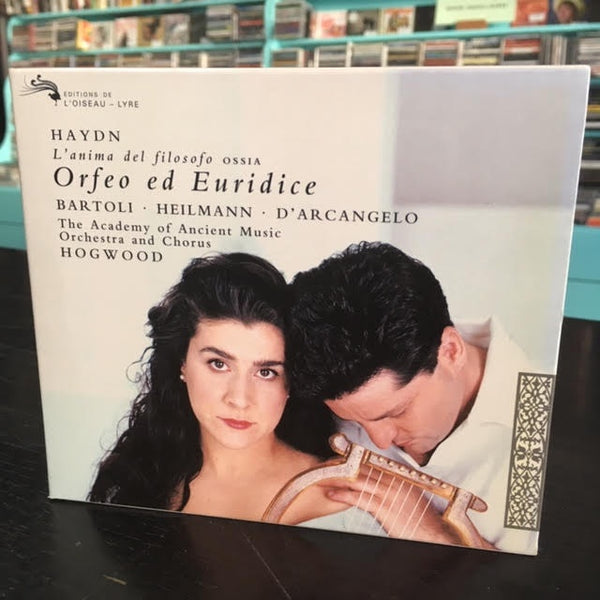 EDITIONS DE
L'OISEAU-LYRE
HAYDN
L'anima del filosofo OSSIA
Orfeo ed Euridice
BARTOLI · HEILMANN · D'ARCANGELO
The Academy of Ancient Music
Orchestra and Chorus
HOGWOOD